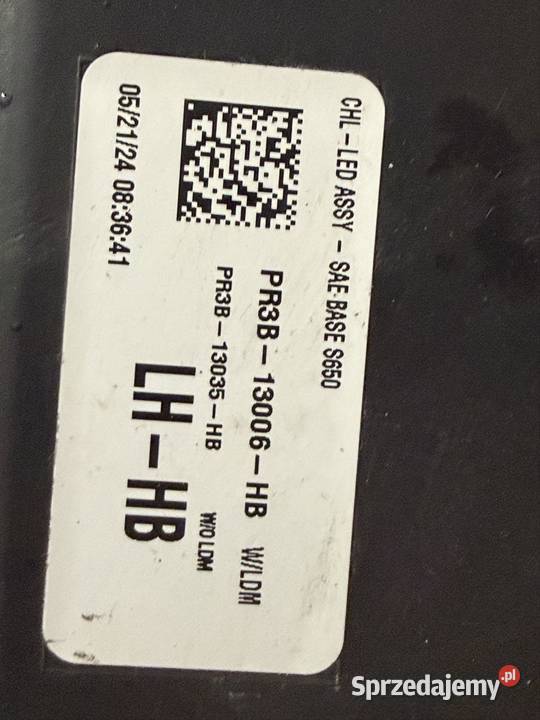 CHL-LED ASSY - SAE-BASE S650
PR3B-13006-HB W/LDM
PR3B-13035-HB W/O LDM
LH-HB
05/21/24 08:36:41
Sprzedajemy.pl